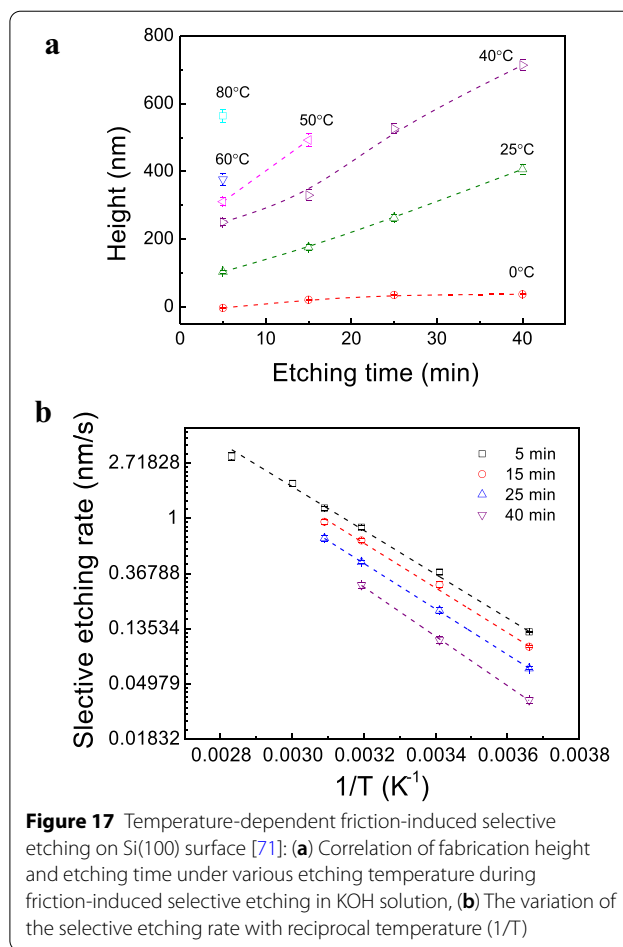 a
800
600
400
200
0
Height (nm)
80°C
60°C
50°C
40°C
25°C
0°C
0 10 20 30 40
Etching time (min)
b
2.71828
1
0.36788
0.13534
0.04979
0.01832
Slective etching rate (nm/s)
5 min
15 min
25 min
40 min
0.0028 0.0030 0.0032 0.0034 0.0036 0.0038
1/T (K⁻¹)
Figure 17 Temperature-dependent friction-induced selective
etching on Si(100) surface [71]: (a) Correlation of fabrication height
and etching time under various etching temperature during
friction-induced selective etching in KOH solution, (b) The variation of
the selective etching rate with reciprocal temperature (1/T)